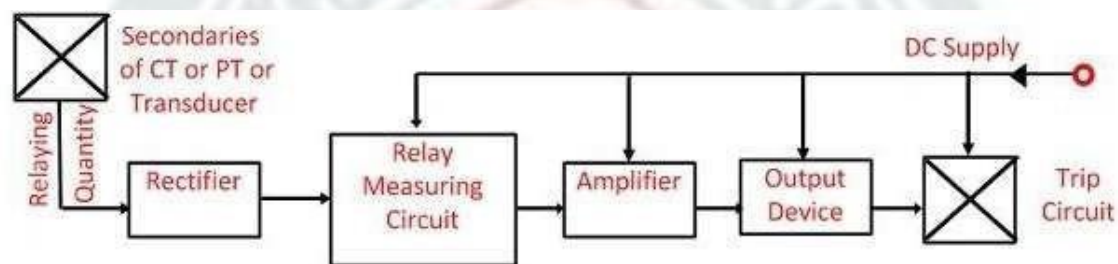 Secondaries
of CT or PT or
Transducer
DC Supply
Relaying
Quantity
Rectifier
Relay
Measuring
Circuit
Amplifier
Output
Device
Trip
Circuit